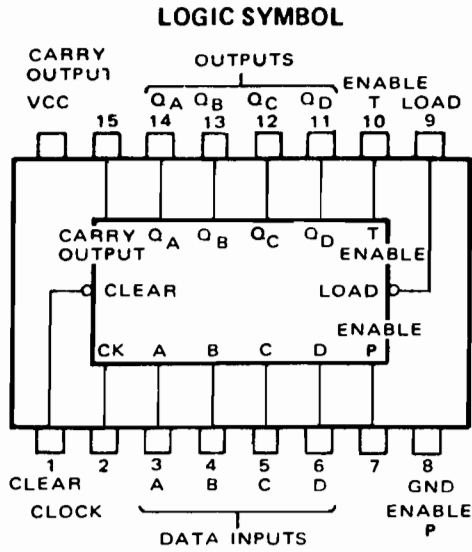 LOGIC SYMBOL
CARRY OUTPUTS
OUTPUT ENABLE
VCC QA QB QC QD T LOAD
15 14 13 12 11 10 9
CARRY QA QB QC QD T
OUTPUT ENABLE
CLEAR LOAD
ENABLE
CK A B C D P
1 2 3 4 5 6 7 8
CLEAR A B C D GND
CLOCK ENABLE
P
DATA INPUTS